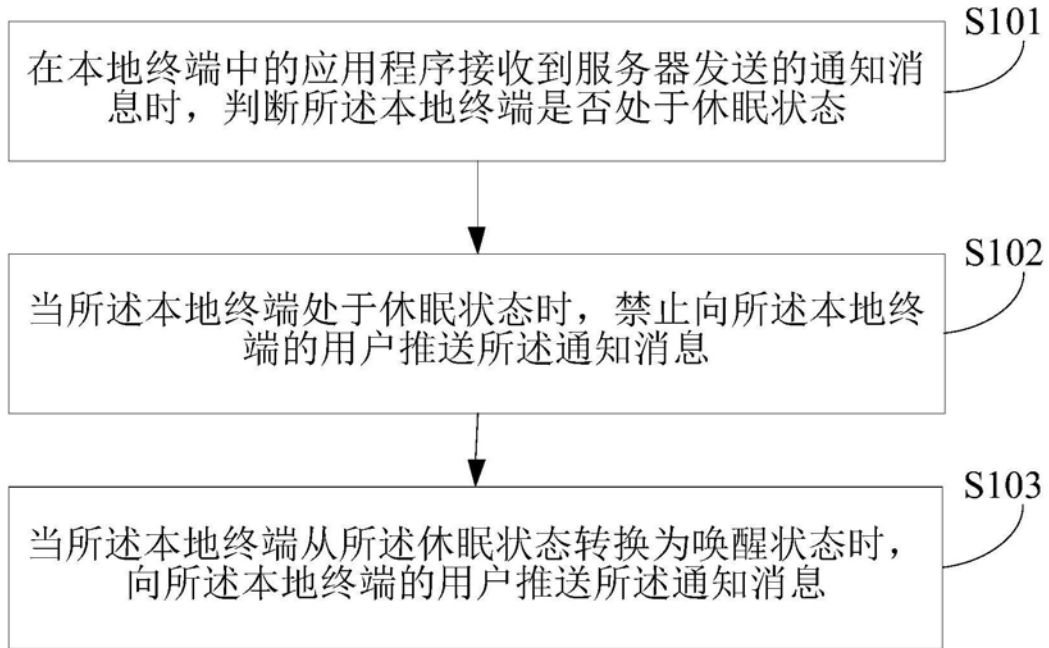 S101
在本地终端中的应用程序接收到服务器发送的通知消
息时，判断所述本地终端是否处于休眠状态
S102
当所述本地终端处于休眠状态时，禁止向所述本地终
端的用户推送所述通知消息
S103
当所述本地终端从所述休眠状态转换为唤醒状态时，
向所述本地终端的用户推送所述通知消息